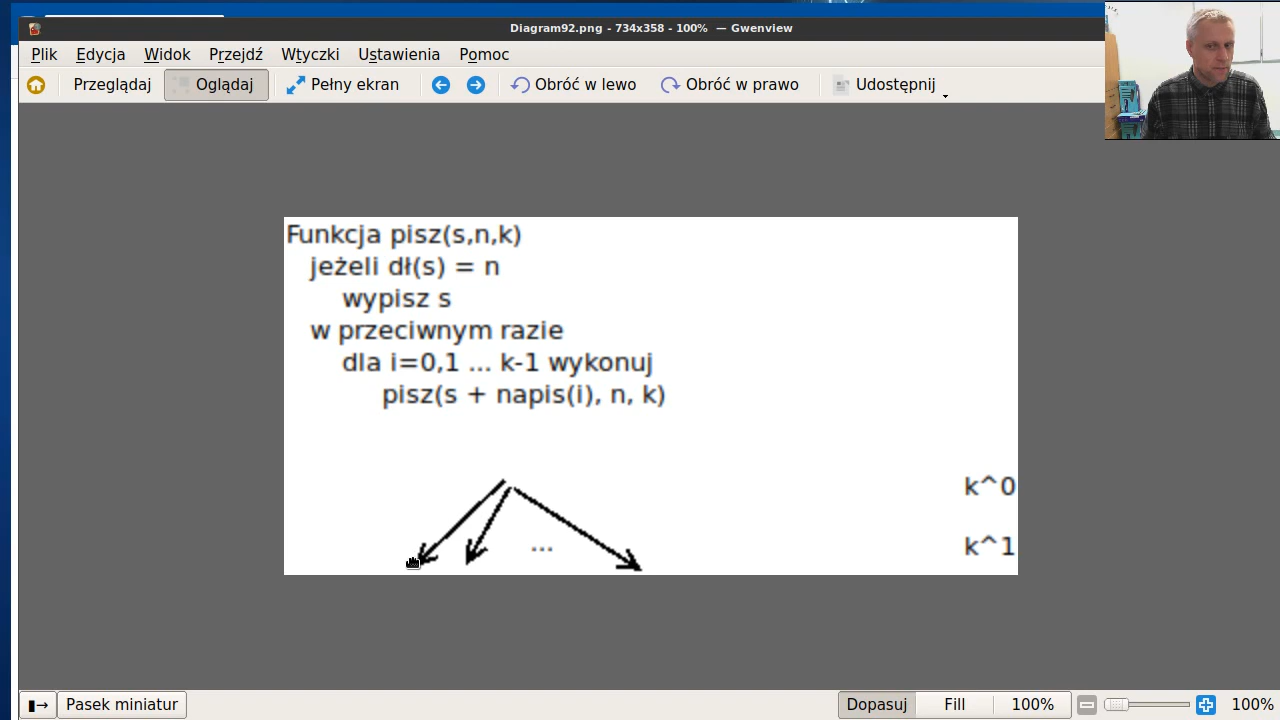 Diagram92.png - 734x358 - 100% — Gwenview
Plik Edycja Widok Przejdź Wtyczki Ustawienia Pomoc
Przeglądaj Oglądaj Pełny ekran Obróć w lewo Obróć w prawo Udostępnij
Funkcja pisz(s,n,k)
jeżeli dł(s) = n
wypisz s
w przeciwnym razie
dla i=0,1 ... k-1 wykonuj
pisz(s + napis(i), n, k)
k^0
... k^1
Pasek miniatur Dopasuj Fill 100% 100%